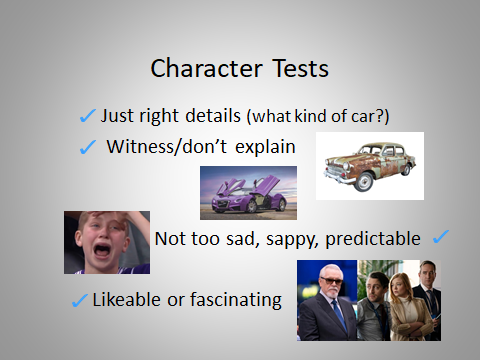 Character Tests
Just right details (what kind of car?)
Witness/don’t explain
Not too sad, sappy, predictable
Likeable or fascinating